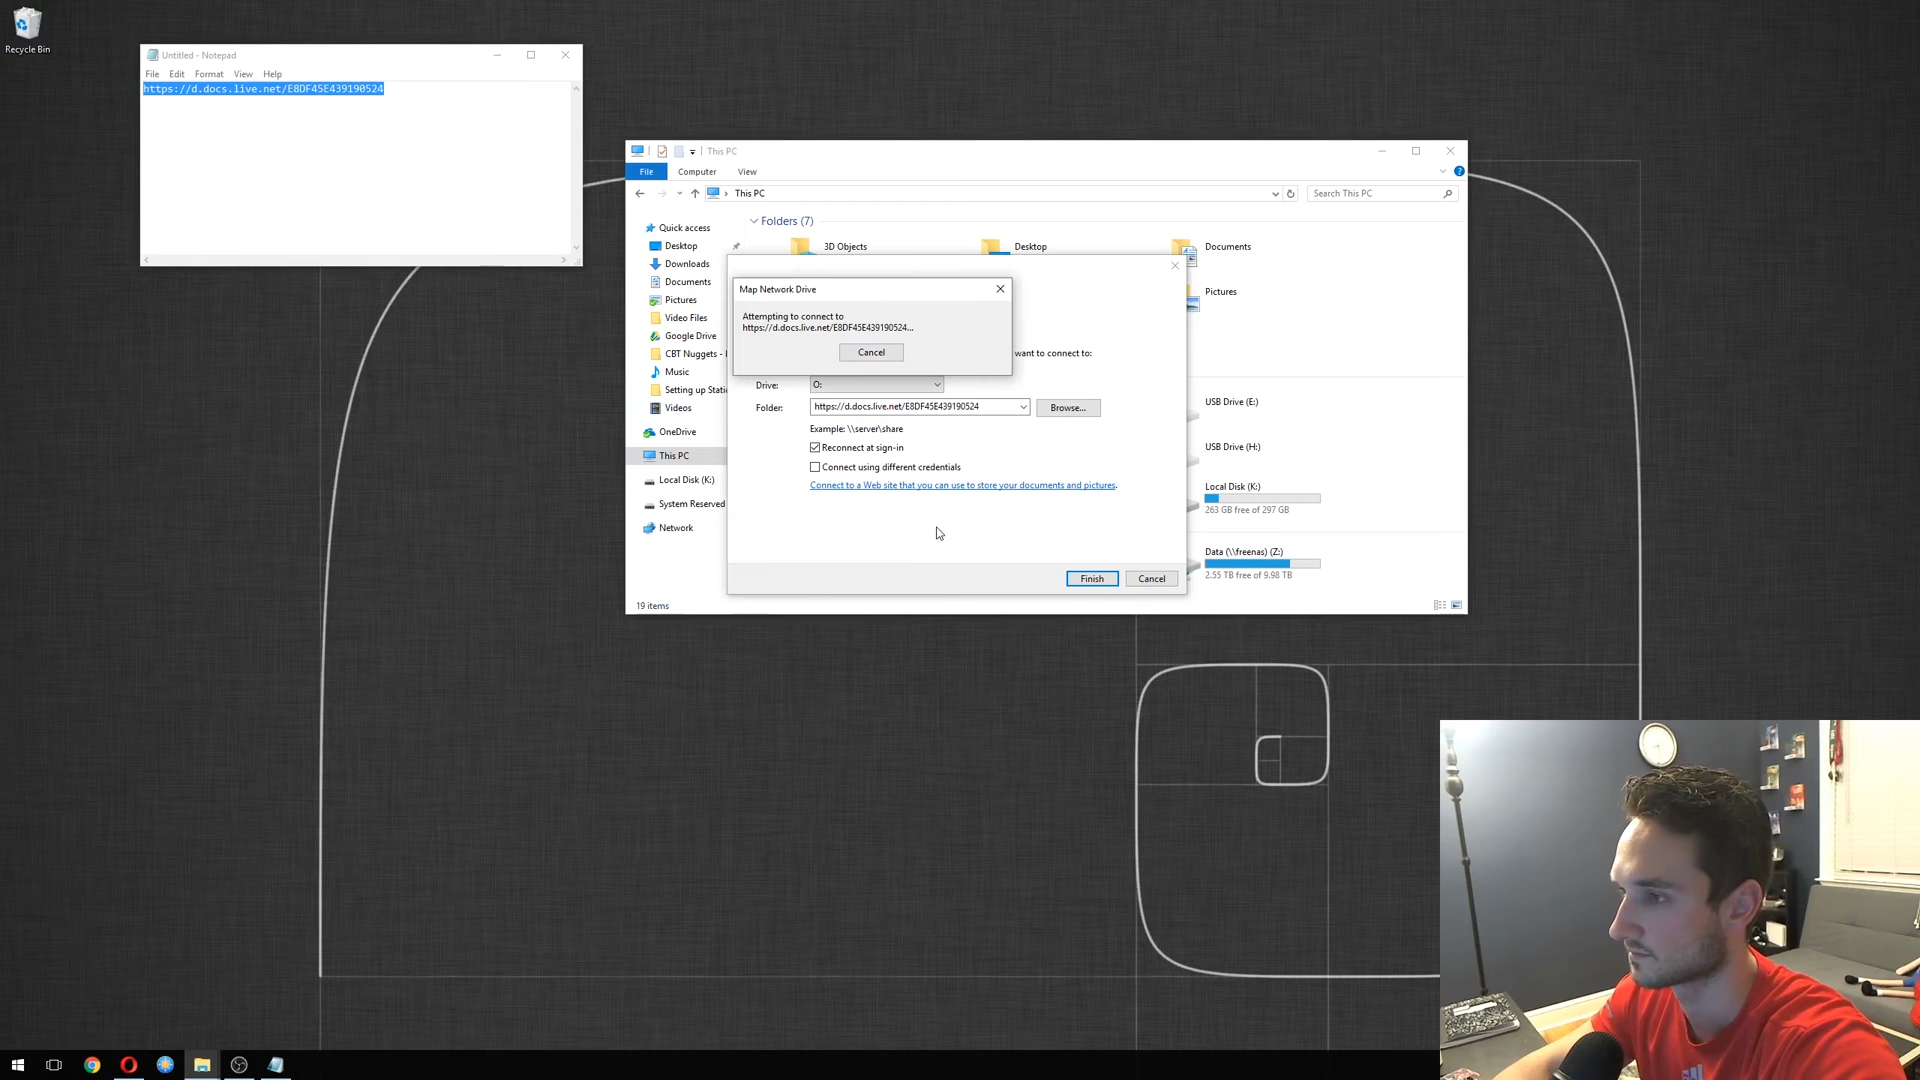 Recycle Bin
Untitled - Notepad
File Edit Format View Help
https://d.docs.live.net/E8DF45E439190524
This PC
File Computer View
This PC
Search This PC
Quick access
Desktop
Downloads
Documents
Pictures
Video Files
Google Drive
CBT Nuggets -
Music
Setting up Stati
Videos
OneDrive
This PC
Local Disk (K:)
System Reserved
Network
Folders (7)
3D Objects
Desktop
Documents
Pictures
USB Drive (E:)
USB Drive (H:)
Local Disk (K:)
263 GB free of 297 GB
Data (\\freenas) (Z:)
2.55 TB free of 9.98 TB
19 items
Map Network Drive
Attempting to connect to
https://d.docs.live.net/E8DF45E439190524...
Cancel
want to connect to:
Drive: O:
Folder: https://d.docs.live.net/E8DF45E439190524 Browse...
Example: \\server\share
Reconnect at sign-in
Connect using different credentials
Connect to a Web site that you can use to store your documents and pictures.
Finish Cancel